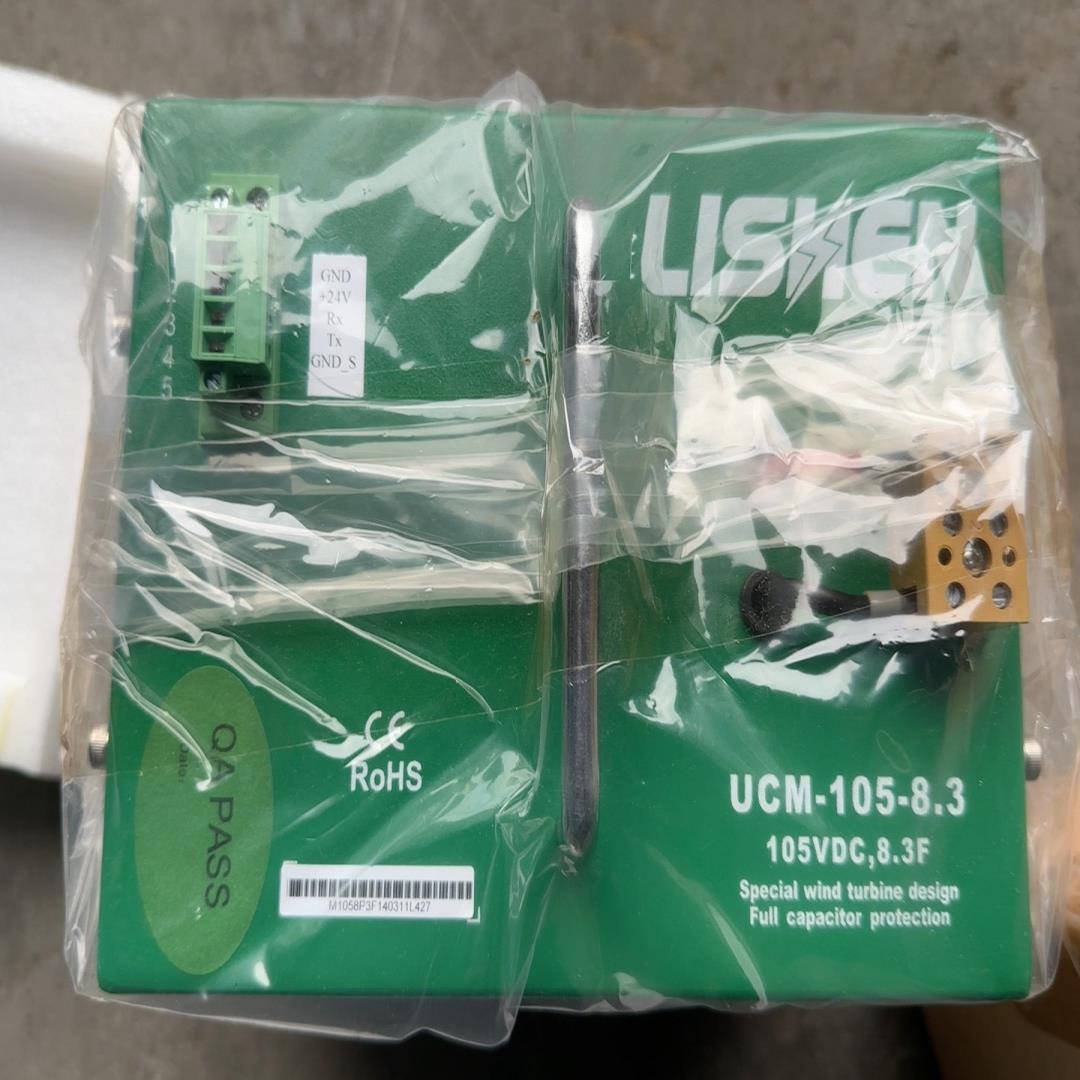 LISHEN
GND
+24V
Rx
Tx
GND_S
3
4
5
CE
RoHS
QA PASS
Date:
M1058P3F140311L427
UCM-105-8.3
105VDC,8.3F
Special wind turbine design
Full capacitor protection